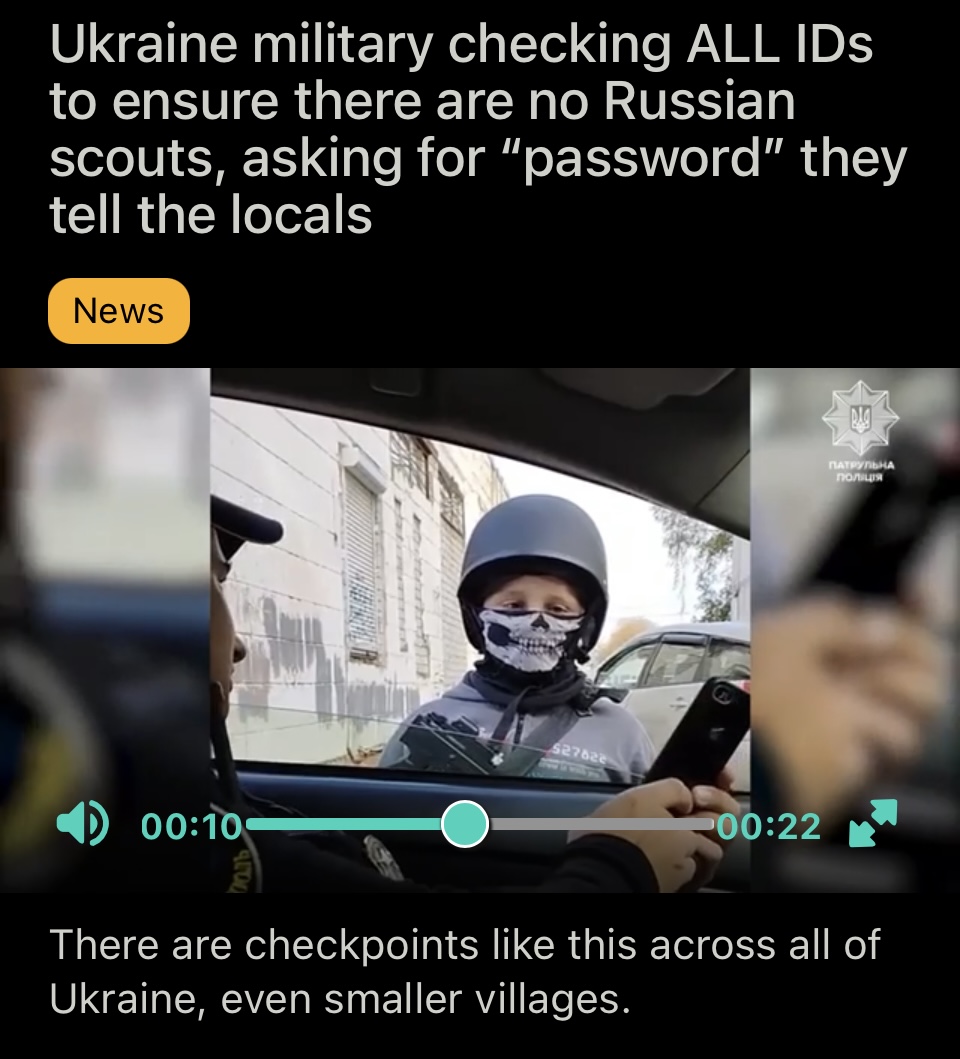 Ukraine military checking ALL IDs
to ensure there are no Russian
scouts, asking for “password” they
tell the locals
News
ПАТРУЛЬНА
ПОЛІЦІЯ
527822
00:10
00:22
There are checkpoints like this across all of
Ukraine, even smaller villages.